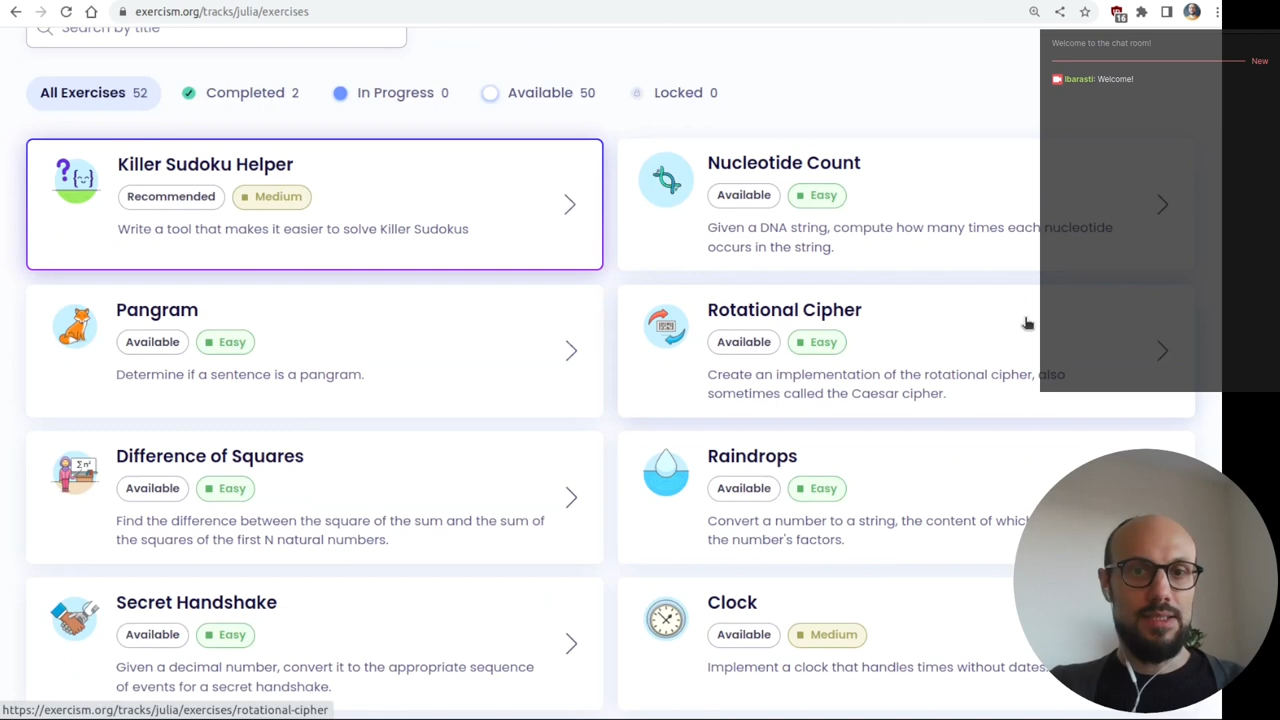 exercism.org/tracks/julia/exercises
16
Search by title
Welcome to the chat room!
New
lbarasti: Welcome!
All Exercises 52
Completed 2
In Progress 0
Available 50
Locked 0
Killer Sudoku Helper
Recommended
Medium
Write a tool that makes it easier to solve Killer Sudokus
Nucleotide Count
Available
Easy
Given a DNA string, compute how many times each nucleotide
occurs in the string.
Pangram
Available
Easy
Determine if a sentence is a pangram.
Rotational Cipher
Available
Easy
Create an implementation of the rotational cipher, also
sometimes called the Caesar cipher.
Difference of Squares
Available
Easy
Find the difference between the square of the sum and the sum of
the squares of the first N natural numbers.
Raindrops
Available
Easy
Convert a number to a string, the content of which
the number's factors.
Secret Handshake
Available
Easy
Given a decimal number, convert it to the appropriate sequence
of events for a secret handshake.
Clock
Available
Medium
Implement a clock that handles times without dates.
https://exercism.org/tracks/julia/exercises/rotational-cipher